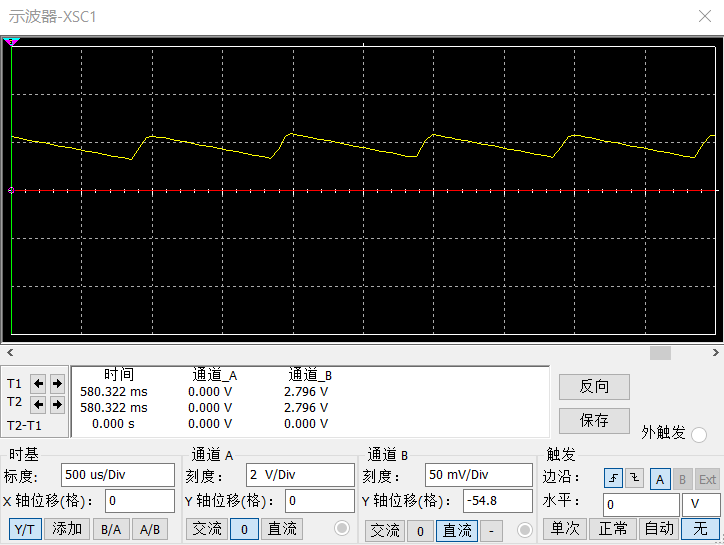 示波器-XSC1
时间 通道_A 通道_B
T1 580.322 ms 0.000 V 2.796 V
T2 580.322 ms 0.000 V 2.796 V
T2-T1 0.000 s 0.000 V 0.000 V
反向
保存
外触发
时基
标度: 500 us/Div
X 轴位移(格): 0
Y/T 添加 B/A A/B
通道 A
刻度: 2 V/Div
Y 轴位移(格): 0
交流 0 直流
通道 B
刻度: 50 mV/Div
Y 轴位移(格): -54.8
交流 0 直流 -
触发
边沿: A B Ext
水平: 0 V
单次 正常 自动 无